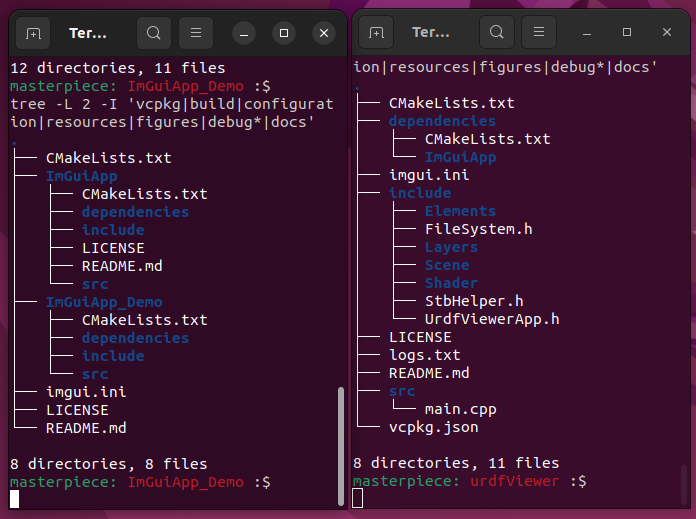 Ter...
12 directories, 11 files
masterpiece: ImGuiApp_Demo :$
tree -L 2 -I 'vcpkg|build|configurat
ion|resources|figures|debug*|docs'
.
├── CMakeLists.txt
├── ImGuiApp
│   ├── CMakeLists.txt
│   ├── dependencies
│   ├── include
│   ├── LICENSE
│   ├── README.md
│   └── src
├── ImGuiApp_Demo
│   ├── CMakeLists.txt
│   ├── dependencies
│   ├── include
│   └── src
├── imgui.ini
├── LICENSE
└── README.md
8 directories, 8 files
masterpiece: ImGuiApp_Demo :$
Ter...
ion|resources|figures|debug*|docs'
.
├── CMakeLists.txt
├── dependencies
│   ├── CMakeLists.txt
│   └── ImGuiApp
├── imgui.ini
├── include
│   ├── Elements
│   ├── FileSystem.h
│   ├── Layers
│   ├── Scene
│   ├── Shader
│   ├── StbHelper.h
│   └── UrdfViewerApp.h
├── LICENSE
├── logs.txt
├── README.md
├── src
│   └── main.cpp
└── vcpkg.json
8 directories, 11 files
masterpiece: urdfViewer :$